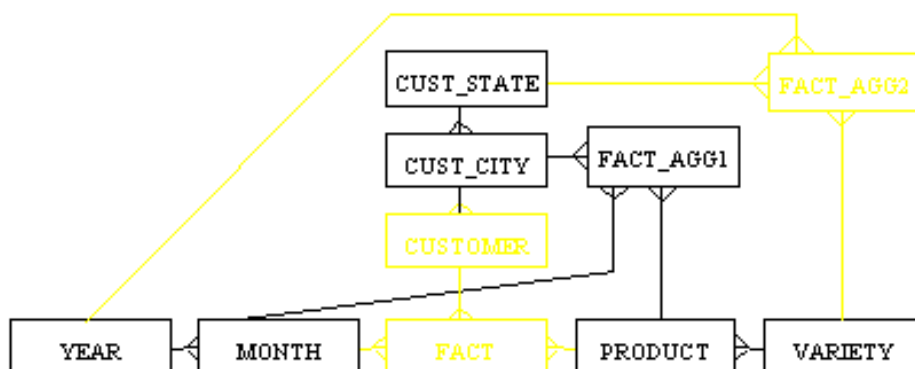 CUST_STATE
FACT_AGG2
CUST_CITY
FACT_AGG1
CUSTOMER
YEAR
MONTH
FACT
PRODUCT
VARIETY